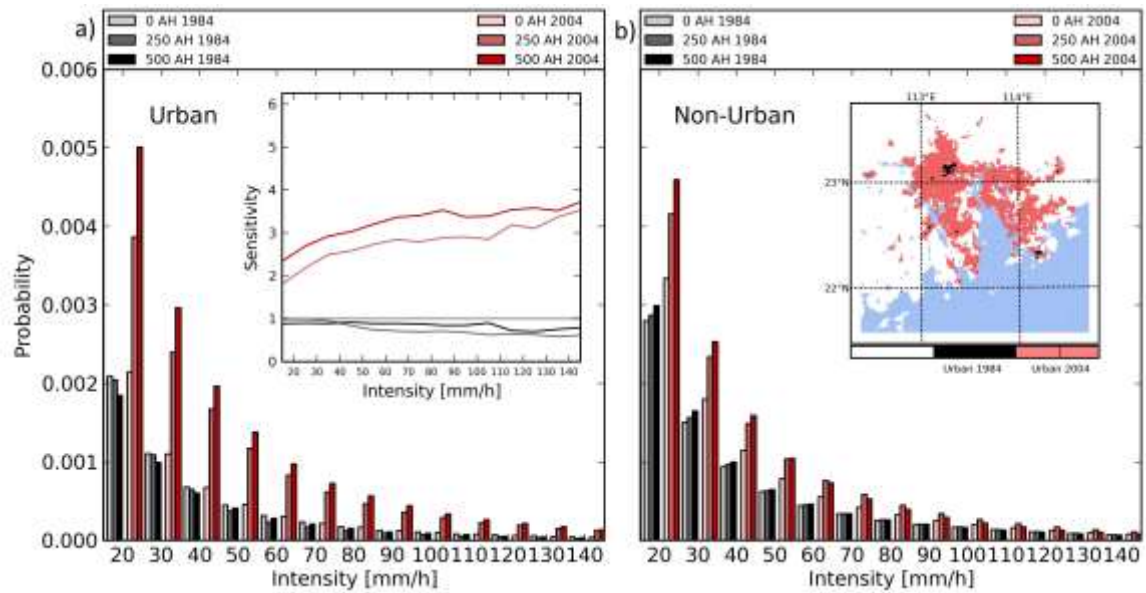 a)
0 AH 1984
250 AH 1984
500 AH 1984
0 AH 2004
250 AH 2004
500 AH 2004
Urban
Probability
0.006
0.005
0.004
0.003
0.002
0.001
0.000
20 30 40 50 60 70 80 90 100 110 120 130 140
Intensity [mm/h]
Sensitivity
6
5
4
3
2
1
0
20 30 40 50 60 70 80 90 100 110 120 130 140
Intensity [mm/h]
b)
0 AH 1984
250 AH 1984
500 AH 1984
0 AH 2004
250 AH 2004
500 AH 2004
Non-Urban
113°E 114°E
23°N
22°N
Urban 1984 Urban 2004
20 30 40 50 60 70 80 90 100 110 120 130 140
Intensity [mm/h]